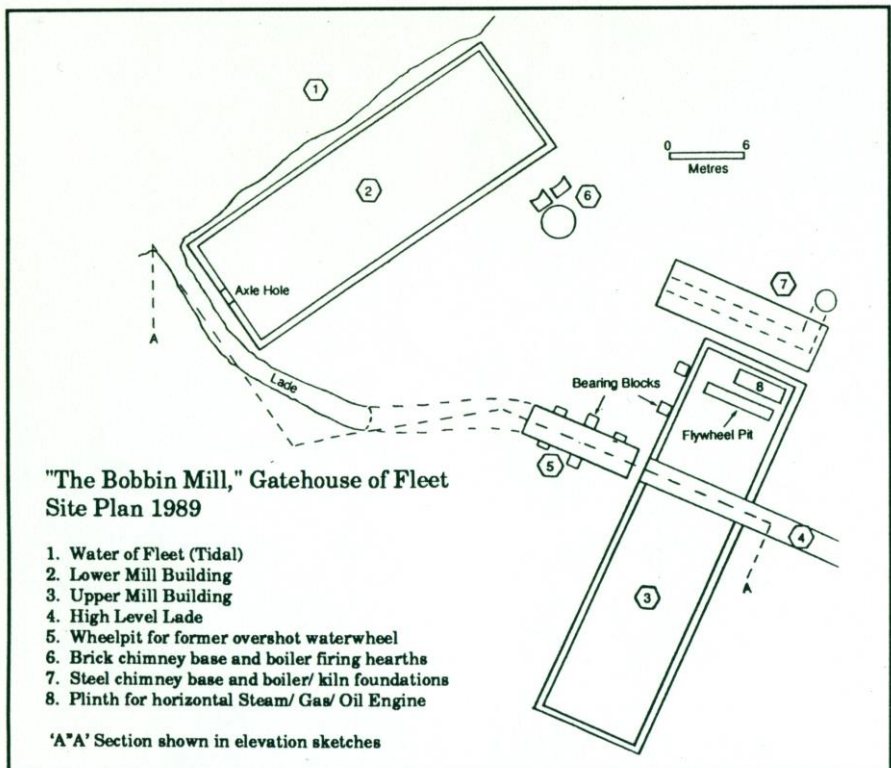 1
2
0 6
Metres
6
7
Axle Hole
A
8
Bearing Blocks
Lade
Flywheel Pit
5
4
A
3
"The Bobbin Mill," Gatehouse of Fleet
Site Plan 1989
1. Water of Fleet (Tidal)
2. Lower Mill Building
3. Upper Mill Building
4. High Level Lade
5. Wheelpit for former overshot waterwheel
6. Brick chimney base and boiler firing hearths
7. Steel chimney base and boiler/ kiln foundations
8. Plinth for horizontal Steam/ Gas/ Oil Engine
'A"A' Section shown in elevation sketches